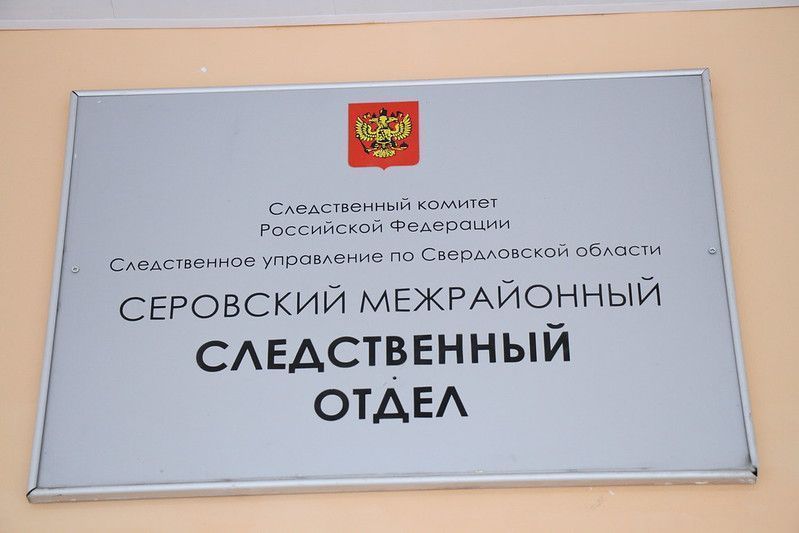 Следственный комитет
Российской Федерации
Следственное управление по Свердловской области
СЕРОВСКИЙ МЕЖРАЙОННЫЙ
СЛЕДСТВЕННЫЙ
ОТДЕЛ